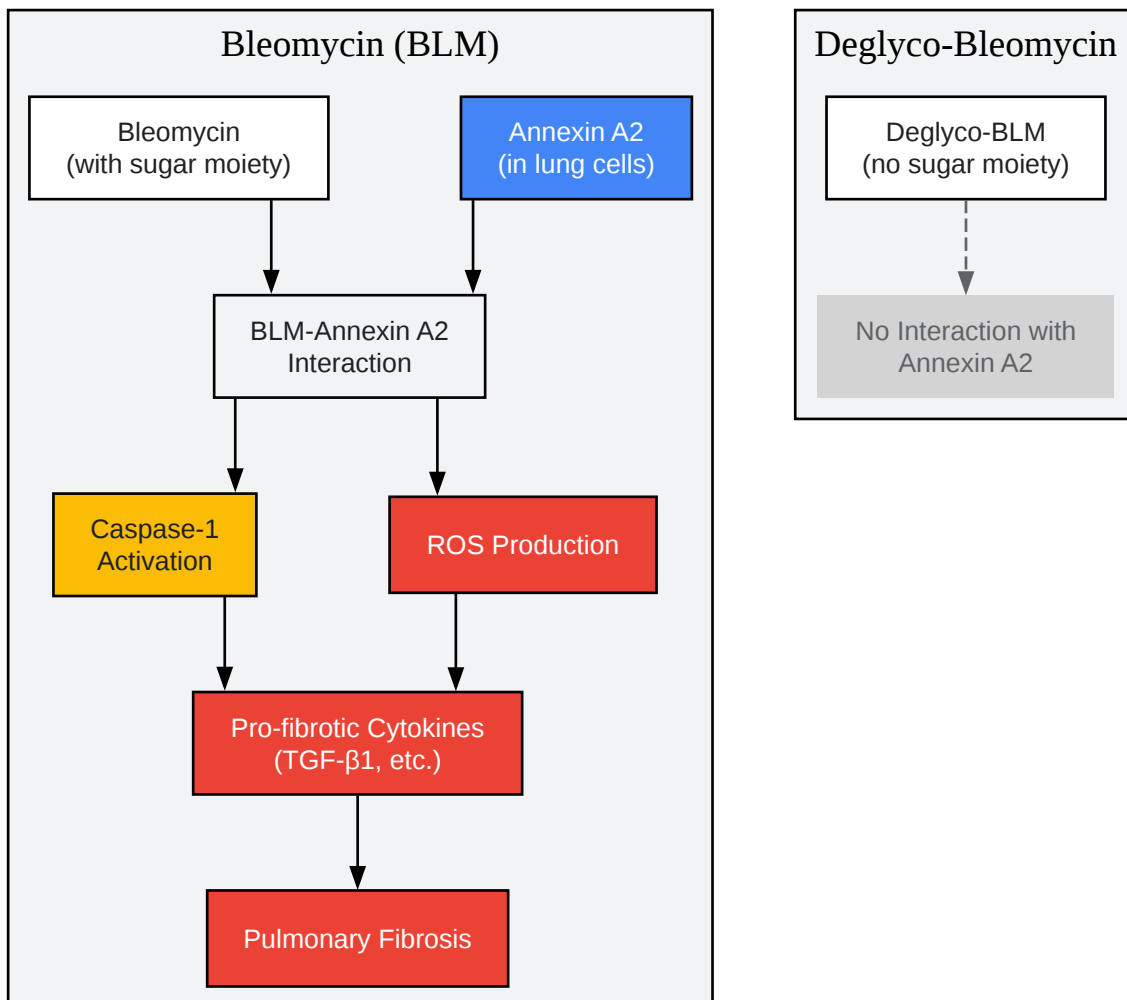 Bleomycin (BLM)
Bleomycin
(with sugar moiety)
Annexin A2
(in lung cells)
BLM-Annexin A2
Interaction
Caspase-1
Activation
ROS Production
Pro-fibrotic Cytokines
(TGF-β1, etc.)
Pulmonary Fibrosis
Deglyco-Bleomycin
Deglyco-BLM
(no sugar moiety)
No Interaction with
Annexin A2